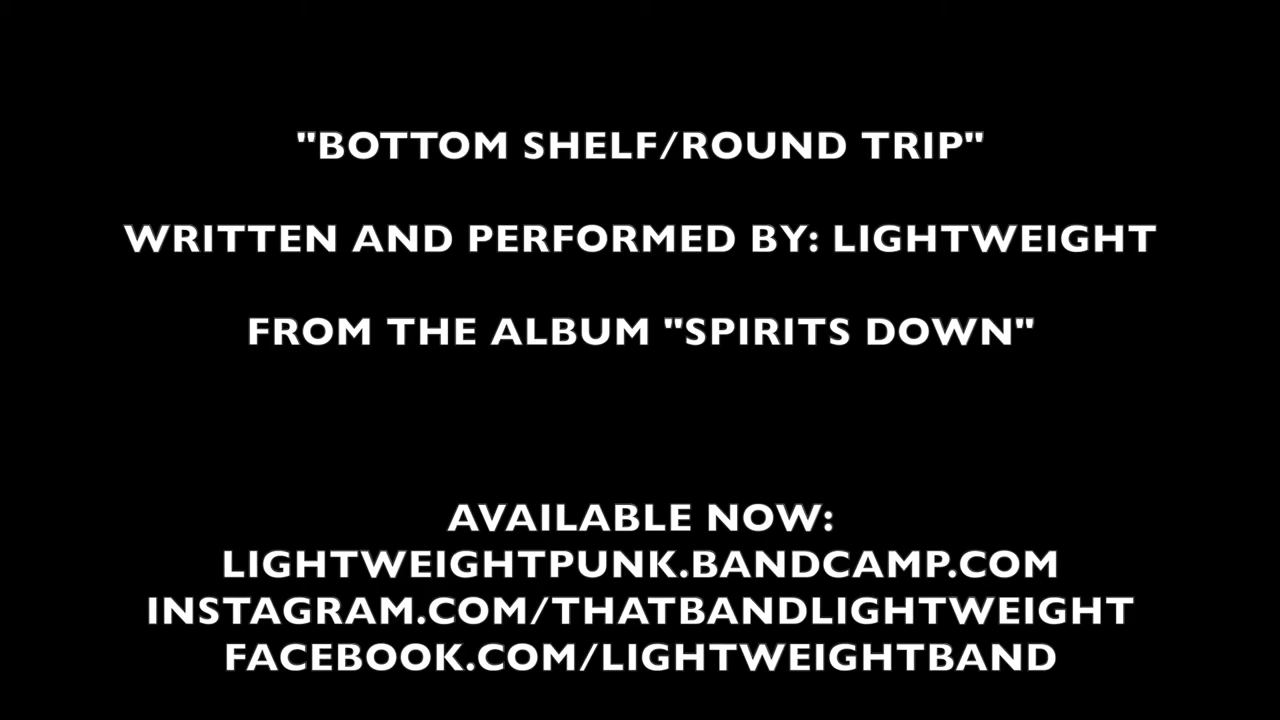 "BOTTOM SHELF/ROUND TRIP"
WRITTEN AND PERFORMED BY: LIGHTWEIGHT
FROM THE ALBUM "SPIRITS DOWN"
AVAILABLE NOW:
LIGHTWEIGHTPUNK.BANDCAMP.COM
INSTAGRAM.COM/THATBANDLIGHTWEIGHT
FACEBOOK.COM/LIGHTWEIGHTBAND